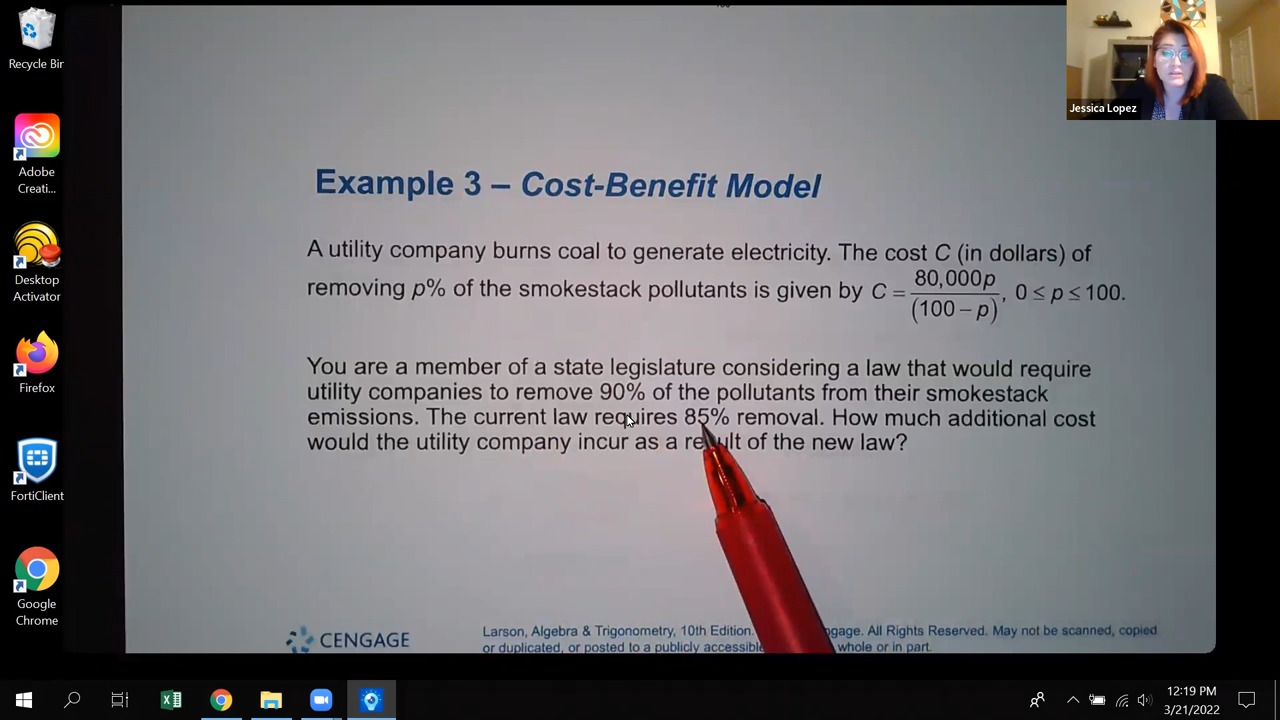 Recycle Bin
Adobe
Creati...
Desktop
Activator
Firefox
FortiClient
Google
Chrome
Jessica Lopez
Example 3 – Cost-Benefit Model
A utility company burns coal to generate electricity. The cost C (in dollars) of
removing p% of the smokestack pollutants is given by C = 80,000p / (100 – p), 0 ≤ p ≤ 100.
You are a member of a state legislature considering a law that would require
utility companies to remove 90% of the pollutants from their smokestack
emissions. The current law requires 85% removal. How much additional cost
would the utility company incur as a result of the new law?
CENGAGE
Larson, Algebra & Trigonometry, 10th Edition. ngage. All Rights Reserved. May not be scanned, copied
or duplicated, or posted to a publicly accessible whole or in part.
12:19 PM
3/21/2022